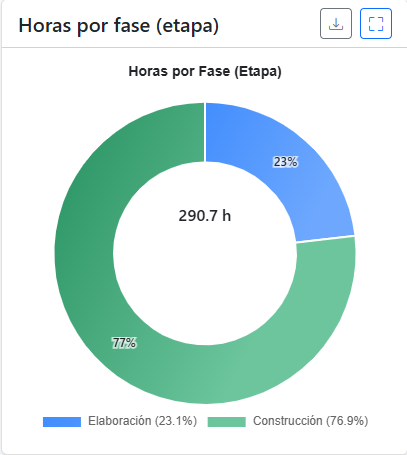 Horas por fase (etapa)
Horas por Fase (Etapa)
23%
290.7 h
77%
Elaboración (23.1%) Construcción (76.9%)